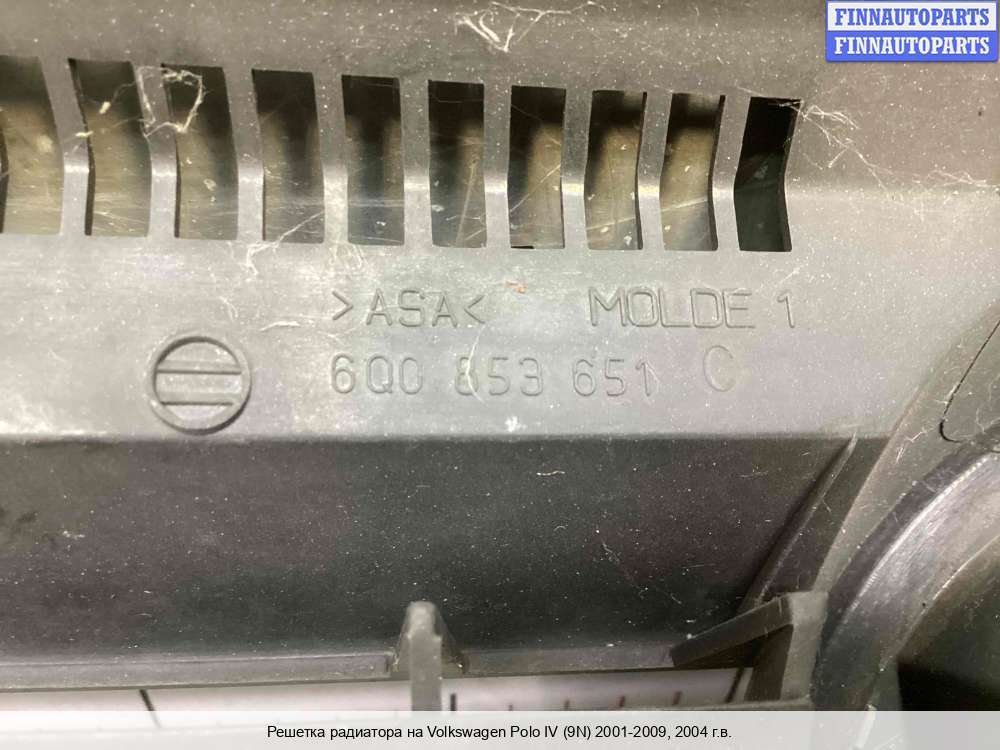 FINNAUTOPARTS
FINNAUTOPARTS
>ASA< MOLDE 1
6Q0 853 651 C
Решетка радиатора на Volkswagen Polo IV (9N) 2001-2009, 2004 г.в.